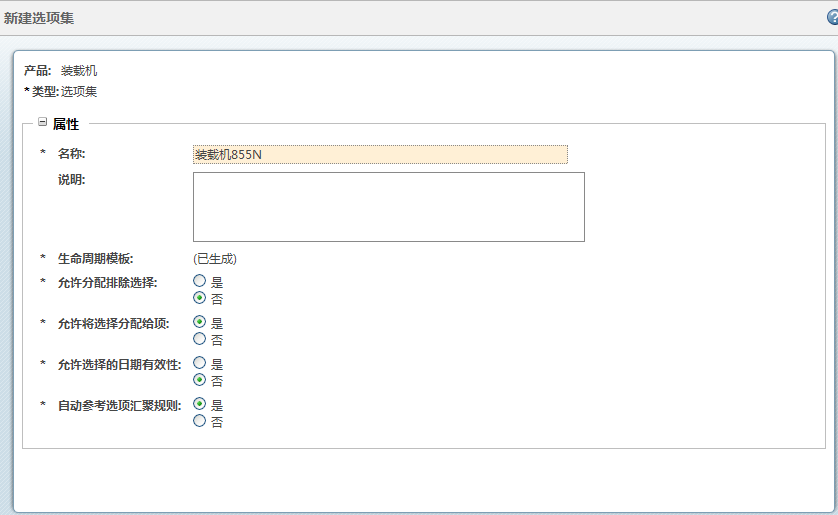 新建选项集
产品: 装载机
*类型:选项集
属性
* 名称: 装载机855N
说明:
* 生命周期模板: (已生成)
* 允许分配排除选择: 是
否
* 允许将选择分配给项: 是
否
* 允许选择的日期有效性: 是
否
* 自动参考选项汇聚规则: 是
否